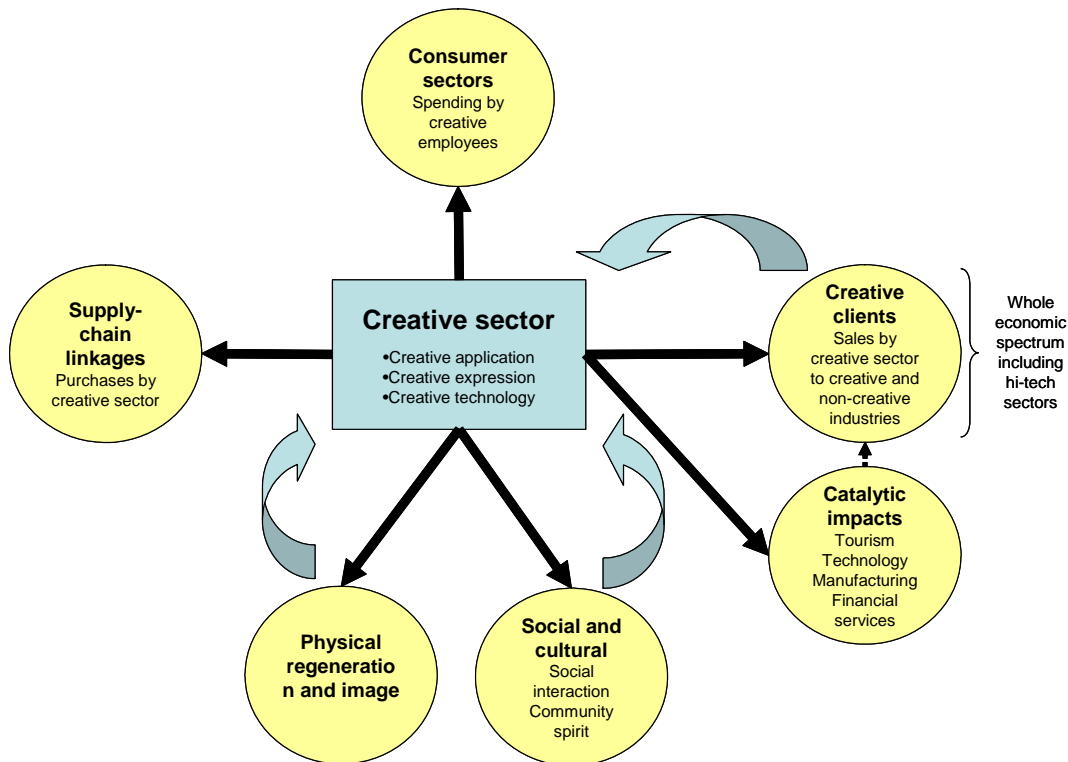 Consumer
sectors
Spending by
creative
employees
Supply-
chain
linkages
Purchases by
creative sector
Creative sector
•Creative application
•Creative expression
•Creative technology
Creative
clients
Sales by
creative sector
to creative and
non-creative
industries
Whole
economic
spectrum
including
hi-tech
sectors
Catalytic
impacts
Tourism
Technology
Manufacturing
Financial
services
Physical
regeneratio
n and image
Social and
cultural
Social
interaction
Community
spirit